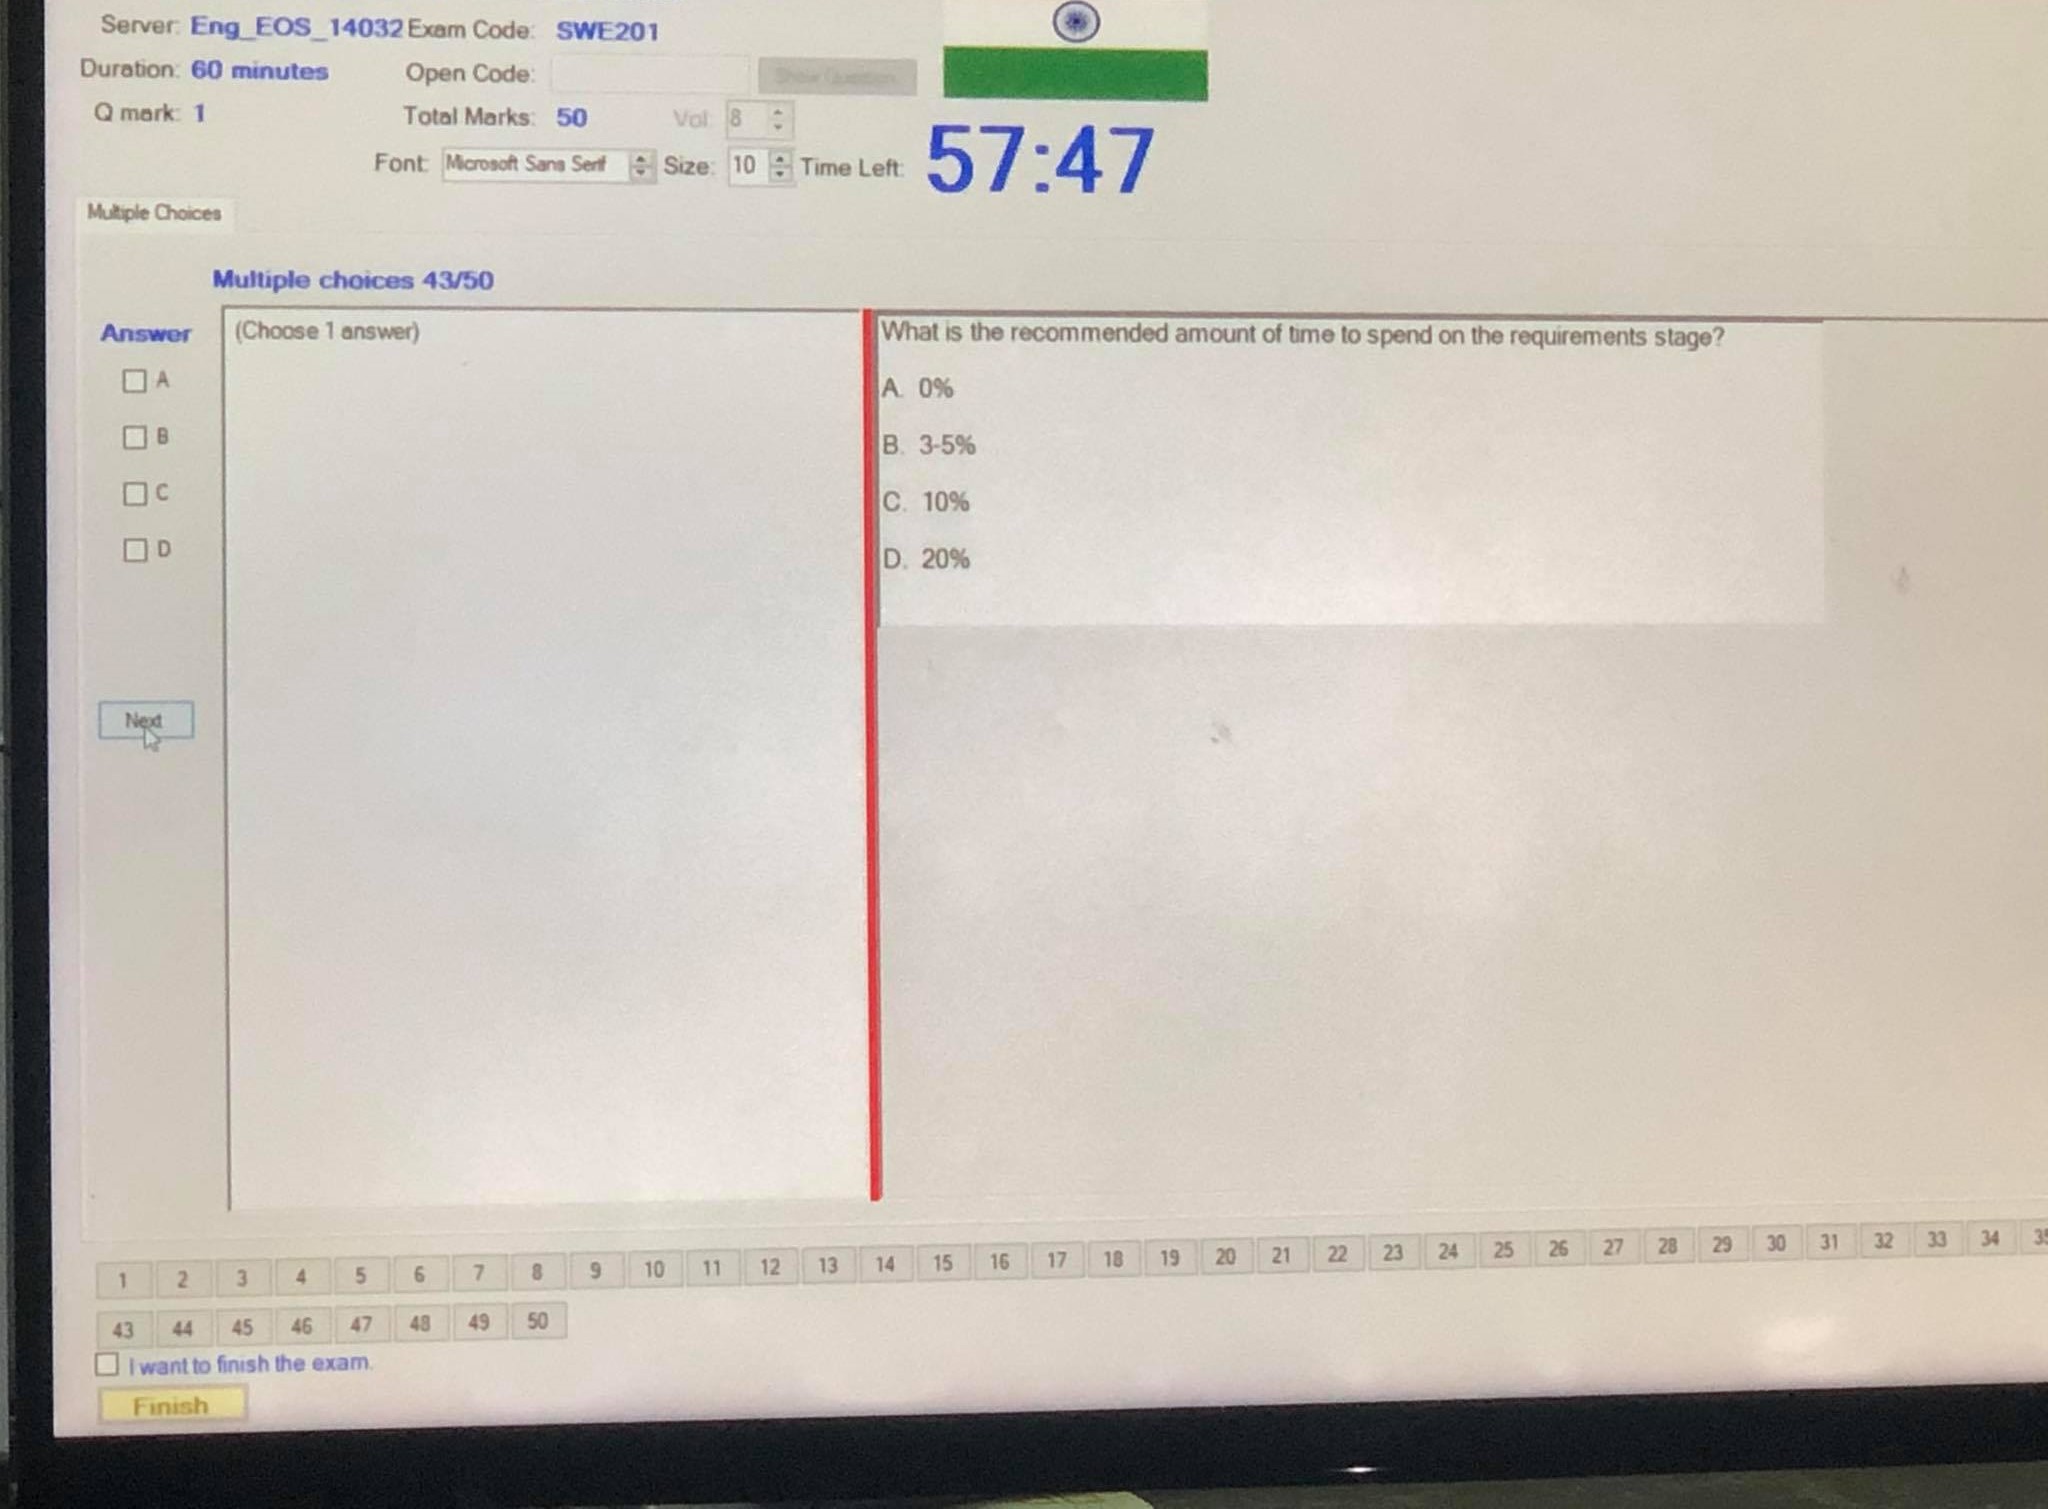 Server: Eng_EOS_14032 Exam Code: SWE201
Duration: 60 minutes Open Code: Show Question
Q mark: 1 Total Marks: 50 Vol: 8
Font: Microsoft Sans Serif Size: 10 Time Left: 57:47
Multiple Choices
Multiple choices 43/50
Answer
A
B
C
D
Next
(Choose 1 answer)
What is the recommended amount of time to spend on the requirements stage?
A. 0%
B. 3-5%
C. 10%
D. 20%
1 2 3 4 5 6 7 8 9 10 11 12 13 14 15 16 17 18 19 20 21 22 23 24 25 26 27 28 29 30 31 32 33 34 35
43 44 45 46 47 48 49 50
I want to finish the exam.
Finish